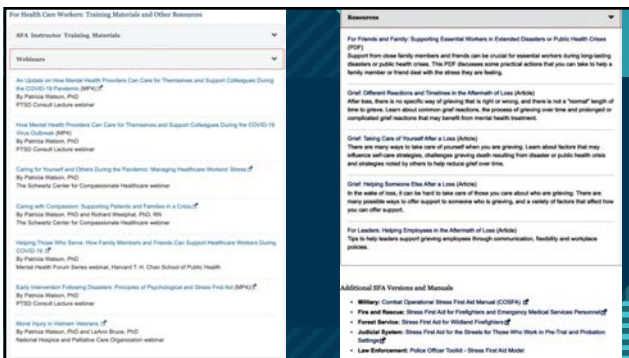 For Health Care Workers: Training Materials and Other Resources
SFA Instructor Training Materials
Webinars
An Update on How Mental Health Providers Can Care for Themselves and Support Colleagues During
the COVID-19 Pandemic (MP4)
By Patricia Watson, PhD
PTSD Consult Lecture webinar
How Mental Health Providers Can Care for Themselves and Support Colleagues During the COVID-19
Virus Outbreak (MP4)
By Patricia Watson, PhD
PTSD Consult Lecture webinar
Caring for Yourself and Others During the Pandemic: Managing Healthcare Workers' Stress
By Patricia Watson, PhD
The Schwartz Center for Compassionate Healthcare webinar
Caring with Compassion: Supporting Patients and Families in a Crisis
By Patricia Watson, PhD and Richard Westphal, PhD, RN
The Schwartz Center for Compassionate Healthcare webinar
Helping Those Who Serve: How Family Members and Friends Can Support Healthcare Workers During
COVID-19
By Patricia Watson, PhD
Mental Health Forum Series webinar, Harvard T. H. Chan School of Public Health
Early Intervention Following Disasters: Principles of Psychological and Stress First Aid (MP4)
By Patricia Watson, PhD
PTSD Consult Lecture webinar
Moral Injury in Vietnam Veterans
By Patricia Watson, PhD and LeAnn Bruce, PhD
National Hospice and Palliative Care Organization webinar
Resources
For Friends and Family: Supporting Essential Workers in Extended Disasters or Public Health Crises
(PDF)
Support from close family members and friends can be crucial for essential workers during long-lasting
disasters or public health crises. This PDF discusses some practical actions that you can take to help a
family member or friend deal with the stress they are feeling.
Grief: Different Reactions and Timelines in the Aftermath of Loss (Article)
After loss, there is no specific way of grieving that is right or wrong, and there is not a "normal" length of
time to grieve. Learn about common grief reactions, the process of grieving over time and prolonged or
complicated grief reactions that may benefit from mental health treatment.
Grief: Taking Care of Yourself After a Loss (Article)
There are many ways to take care of yourself when you are grieving. Learn about factors that may
influence self-care strategies, challenges grieving death resulting from disaster or public health crisis
and strategies noted by others to help reduce grief over time.
Grief: Helping Someone Else After a Loss (Article)
In the wake of loss, it can be hard to take care of those you care about who are grieving. There are
many possible ways to offer support to someone who is grieving, and a variety of factors that affect how
you can offer support.
For Leaders: Helping Employees in the Aftermath of Loss (Article)
Tips to help leaders support grieving employees through communication, flexibility and workplace
policies.
Additional SFA Versions and Manuals
• Military: Combat Operational Stress First Aid Manual (COSFA)
• Fire and Rescue: Stress First Aid for Firefighters and Emergency Medical Services Personnel
• Forest Service: Stress First Aid for Wildland Firefighters
• Judicial System: Stress First Aid for the Streets for Those Who Work in Pre-Trial and Probation
Settings
• Law Enforcement: Police Officer Toolkit - Stress First Aid Model